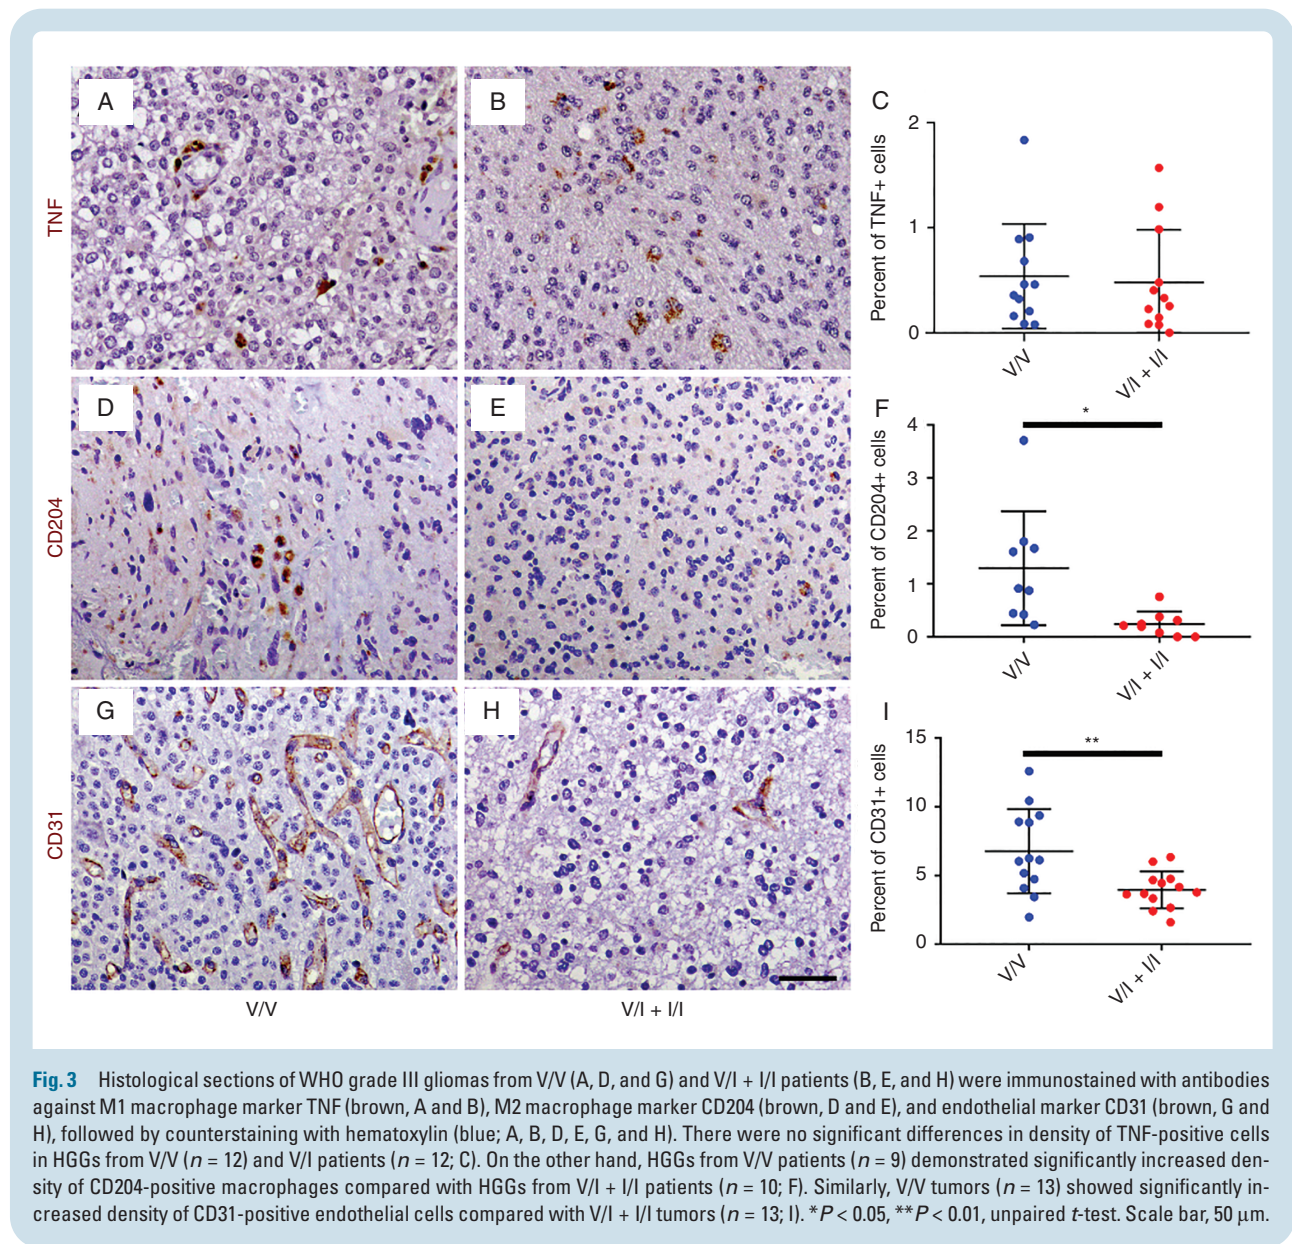 A
B
C
TNF
Percent of TNF+ cells
2
1
0
V/V
V/I + I/I
D
E
F
CD204
Percent of CD204+ cells
*
4
3
2
1
0
V/V
V/I + I/I
G
H
I
CD31
Percent of CD31+ cells
**
15
10
5
0
V/V
V/I + I/I
V/V
V/I + I/I
Fig. 3 Histological sections of WHO grade III gliomas from V/V (A, D, and G) and V/I + I/I patients (B, E, and H) were immunostained with antibodies
against M1 macrophage marker TNF (brown, A and B), M2 macrophage marker CD204 (brown, D and E), and endothelial marker CD31 (brown, G and
H), followed by counterstaining with hematoxylin (blue; A, B, D, E, G, and H). There were no significant differences in density of TNF-positive cells
in HGGs from V/V (n = 12) and V/I patients (n = 12; C). On the other hand, HGGs from V/V patients (n = 9) demonstrated significantly increased den-
sity of CD204-positive macrophages compared with HGGs from V/I + I/I patients (n = 10; F). Similarly, V/V tumors (n = 13) showed significantly in-
creased density of CD31-positive endothelial cells compared with V/I + I/I tumors (n = 13; I). *P < 0.05, **P < 0.01, unpaired t-test. Scale bar, 50 μm.